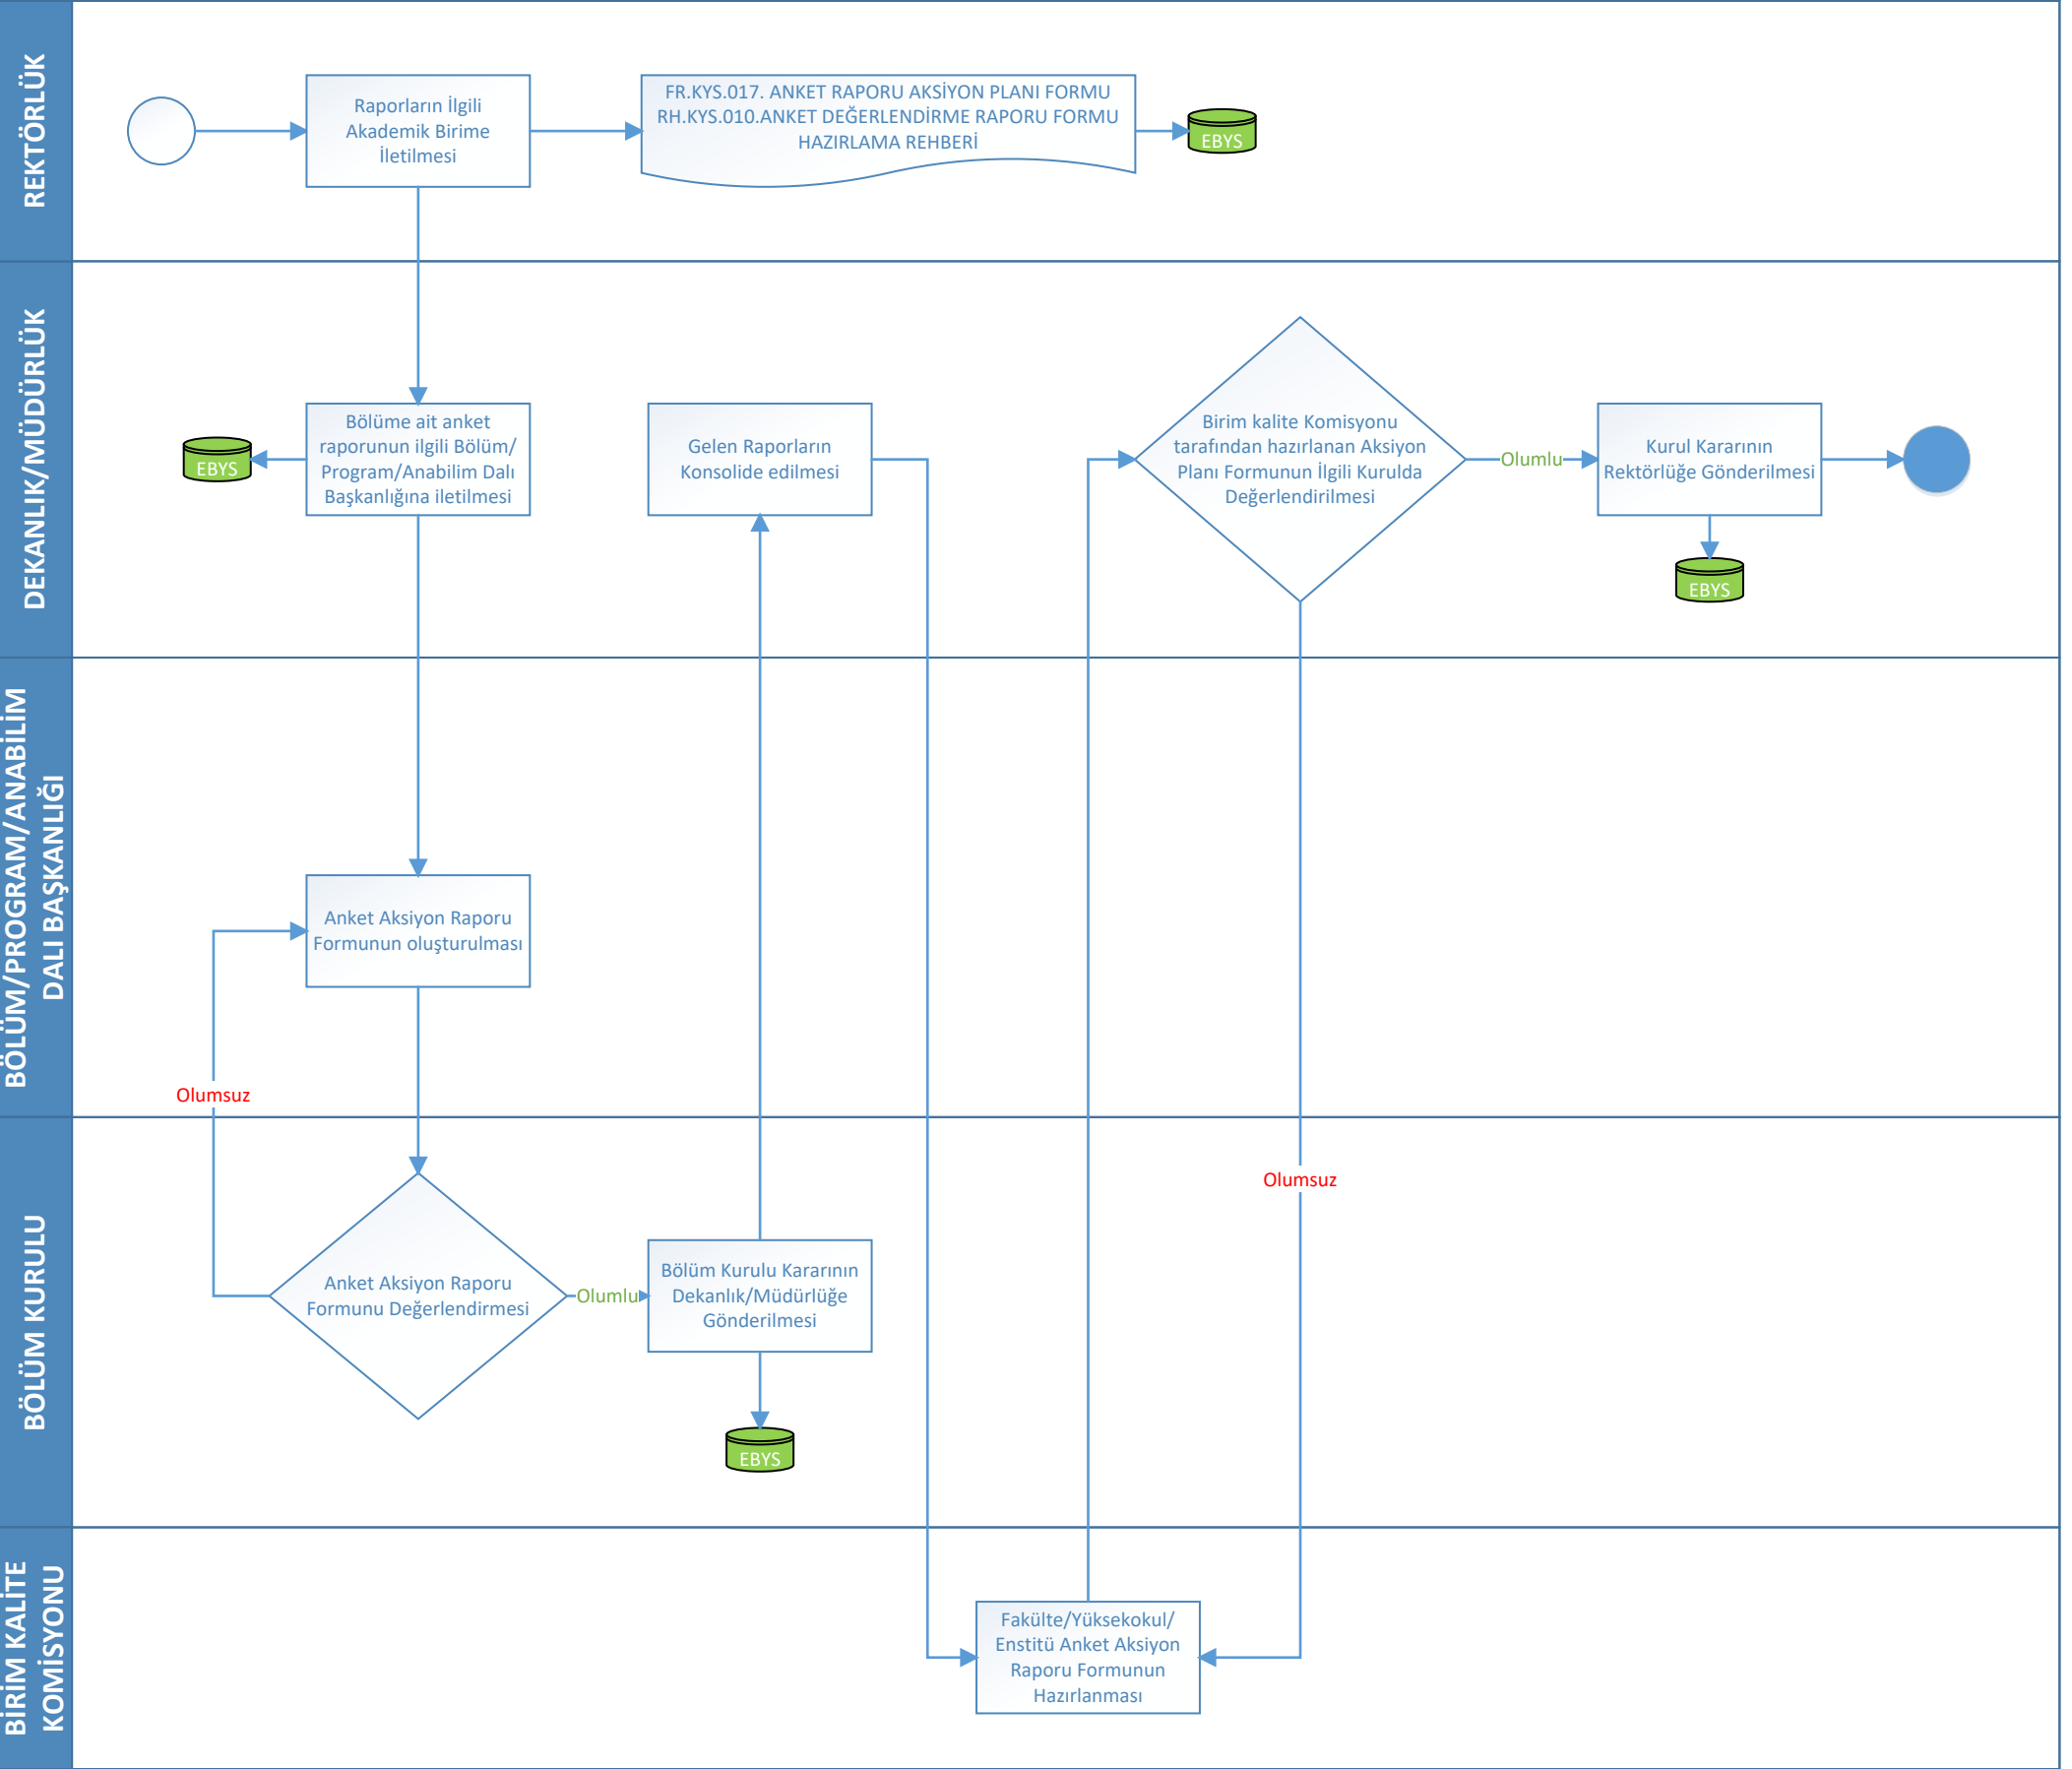 REKTÖRLÜK
Raporların İlgili
Akademik Birime
İletilmesi
FR.KYS.017. ANKET RAPORU AKSİYON PLANI FORMU
RH.KYS.010.ANKET DEĞERLENDİRME RAPORU FORMU
HAZIRLAMA REHBERİ
EBYS
DEKANLIK/MÜDÜRLÜK
EBYS
Bölüme ait anket
raporunun ilgili Bölüm/
Program/Anabilim Dalı
Başkanlığına iletilmesi
Gelen Raporların
Konsolide edilmesi
Birim kalite Komisyonu
tarafından hazırlanan Aksiyon
Planı Formunun İlgili Kurulda
Değerlendirilmesi
Olumlu
Kurul Kararının
Rektörlüğe Gönderilmesi
EBYS
BÖLÜM/PROGRAM/ANABİLİM
DALI BAŞKANLIĞI
Anket Aksiyon Raporu
Formunun oluşturulması
Olumsuz
BÖLÜM KURULU
Anket Aksiyon Raporu
Formunu Değerlendirmesi
Olumlu
Bölüm Kurulu Kararının
Dekanlık/Müdürlüğe
Gönderilmesi
EBYS
Olumsuz
BİRİM KALİTE
KOMİSYONU
Fakülte/Yüksekokul/
Enstitü Anket Aksiyon
Raporu Formunun
Hazırlanması